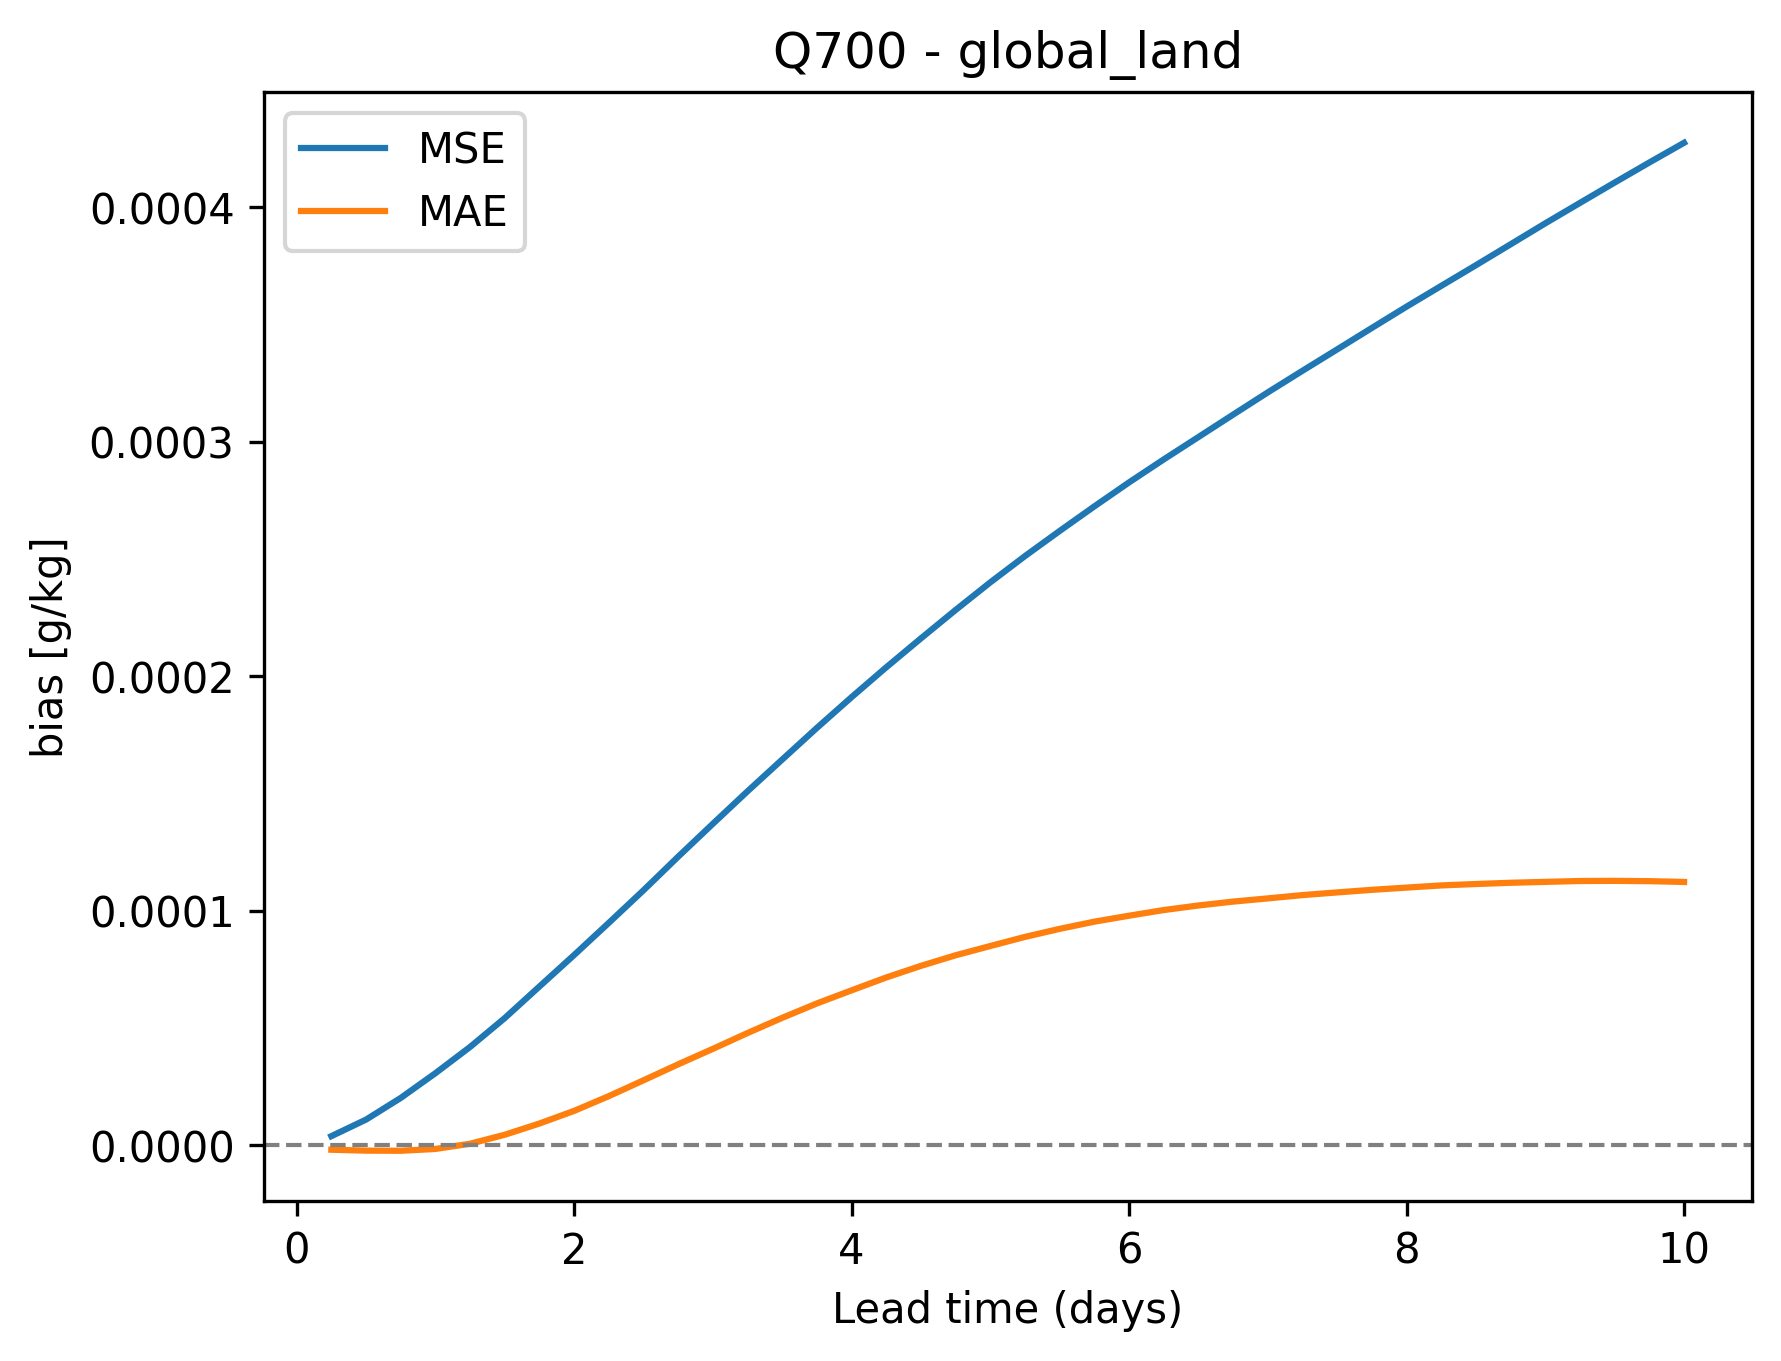 Q700 - global_land
MSE
MAE
0.0004
0.0003
0.0002
0.0001
0.0000
bias [g/kg]
0 2 4 6 8 10
Lead time (days)